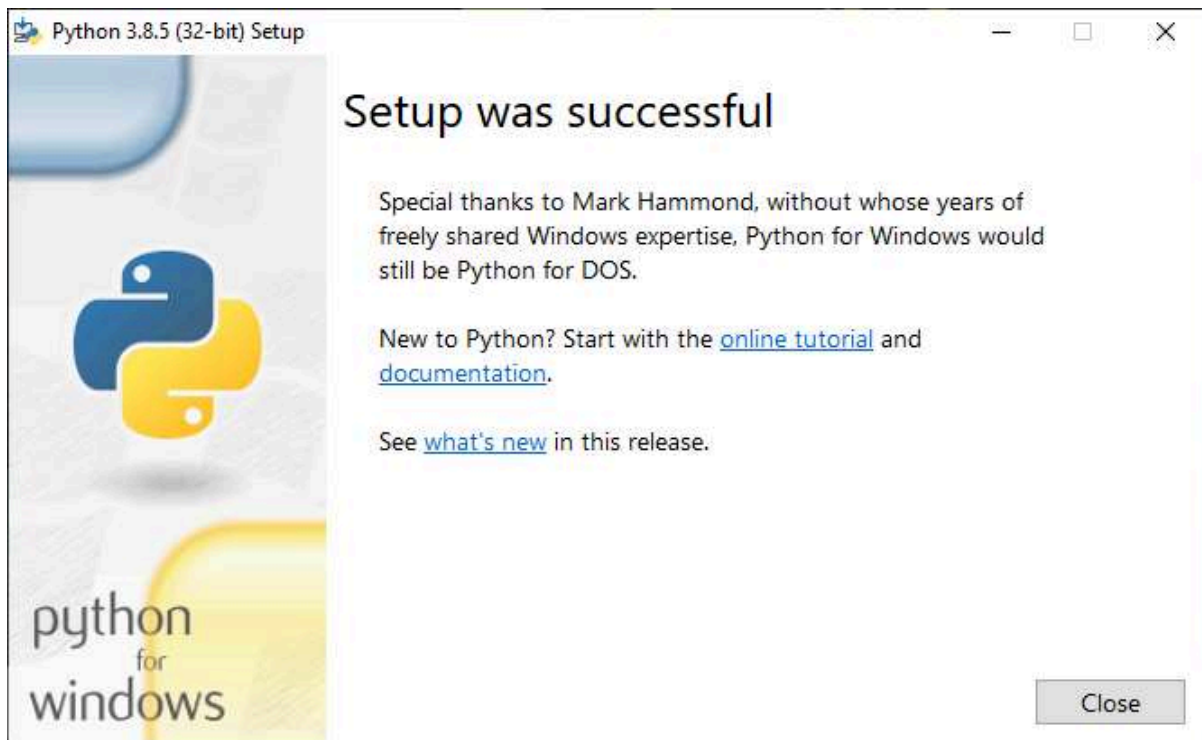 Python 3.8.5 (32-bit) Setup
Setup was successful
Special thanks to Mark Hammond, without whose years of
freely shared Windows expertise, Python for Windows would
still be Python for DOS.
New to Python? Start with the online tutorial and
documentation.
See what's new in this release.
python
for
windows
Close